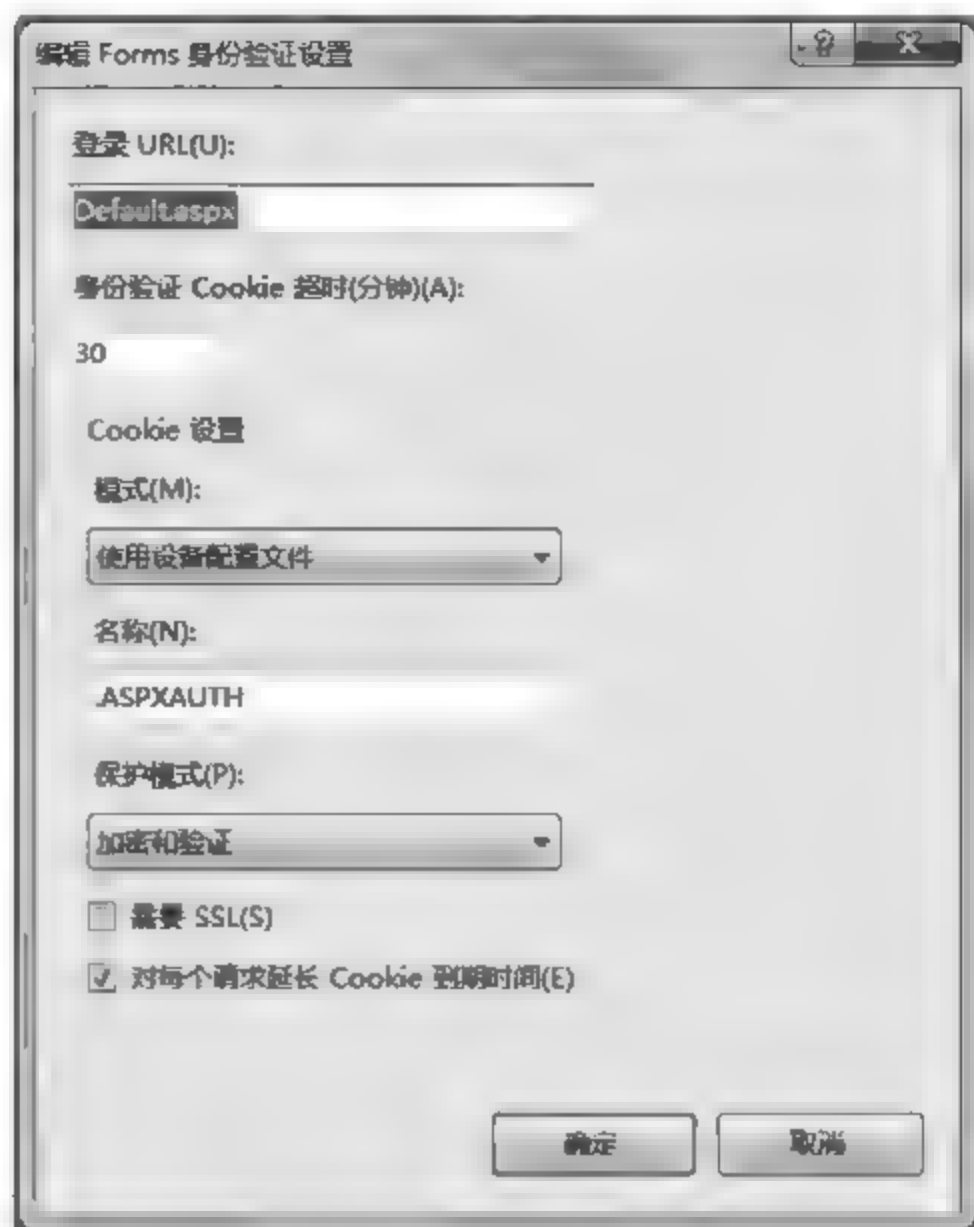 编辑 Forms 身份验证设置
登录 URL(U):
Default.aspx
身份验证 Cookie 超时(分钟)(A):
30
Cookie 设置
模式(M):
使用设备配置文件
名称(N):
.ASPXAUTH
保护模式(P):
加密和验证
需要 SSL(S)
对每个请求延长 Cookie 到期时间(E)
确定
取消